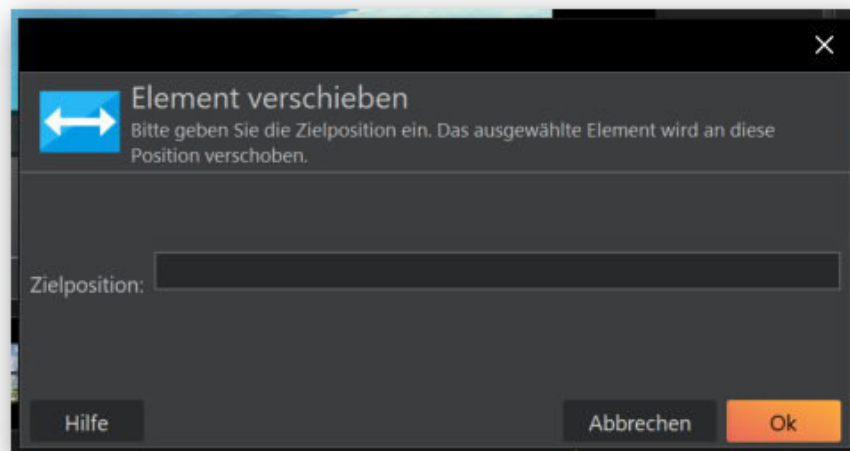 Element verschieben
Bitte geben Sie die Zielposition ein. Das ausgewählte Element wird an diese
Position verschoben.
Zielposition:
Hilfe
Abbrechen
Ok